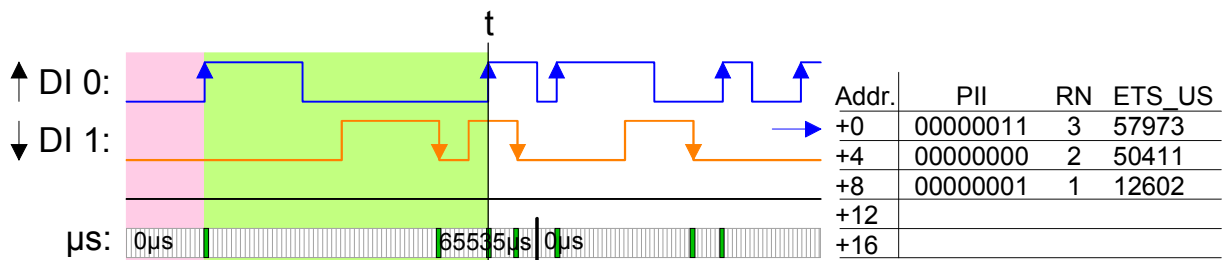 t
DI 0:
DI 1:
µs: 0µs 65535µs 0µs
Addr. PII RN ETS_US
+0 00000011 3 57973
+4 00000000 2 50411
+8 00000001 1 12602
+12
+16